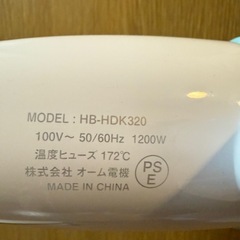 MODEL: HB-HDK320
100V～ 50/60Hz 1200W
温度ヒューズ 172℃
株式会社 オーム電機
MADE IN CHINA
PS
E